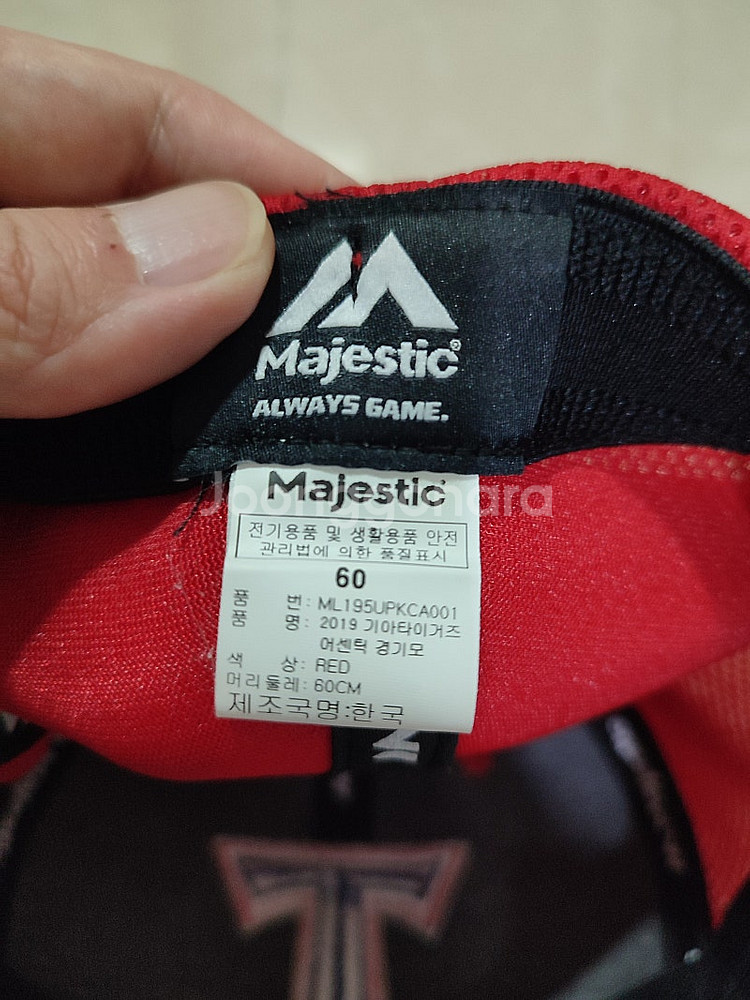 Majestic®
ALWAYS GAME.
Joonggonara
Majestic
전기용품 및 생활용품 안전
관리법에 의한 품질표시
60
품 번: ML195UPKCA001
품 명: 2019 기아타이거즈
어센틱 경기모
색 상: RED
머리둘레: 60CM
제조국명:한국
T